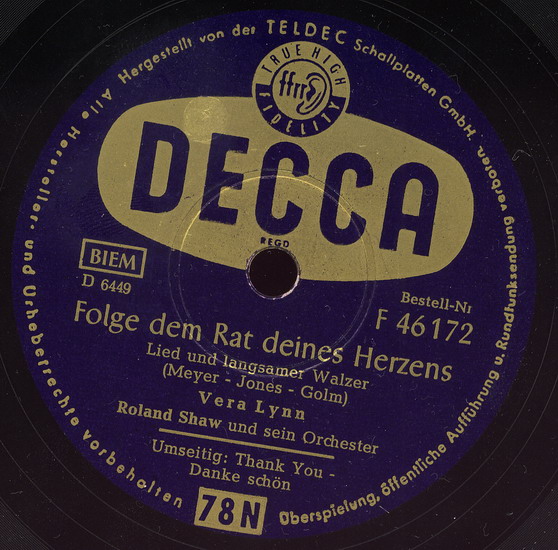 Alle Hersteller- und Urheberrechte vorbehalten
Hergestellt von der TELDEC Schallplatten GmbH.
Überspielung, öffentliche Aufführung u. Rundfunksendung verboten.
TRUE HIGH
ffrr
FIDELITY
DECCA
REGD
BIEM
D 6449
Bestell-Nr
F 46172
Folge dem Rat deines Herzens
Lied und langsamer Walzer
(Meyer - Jones - Golm)
Vera Lynn
Roland Shaw und sein Orchester
Umseitig: Thank You -
Danke schön
78 N